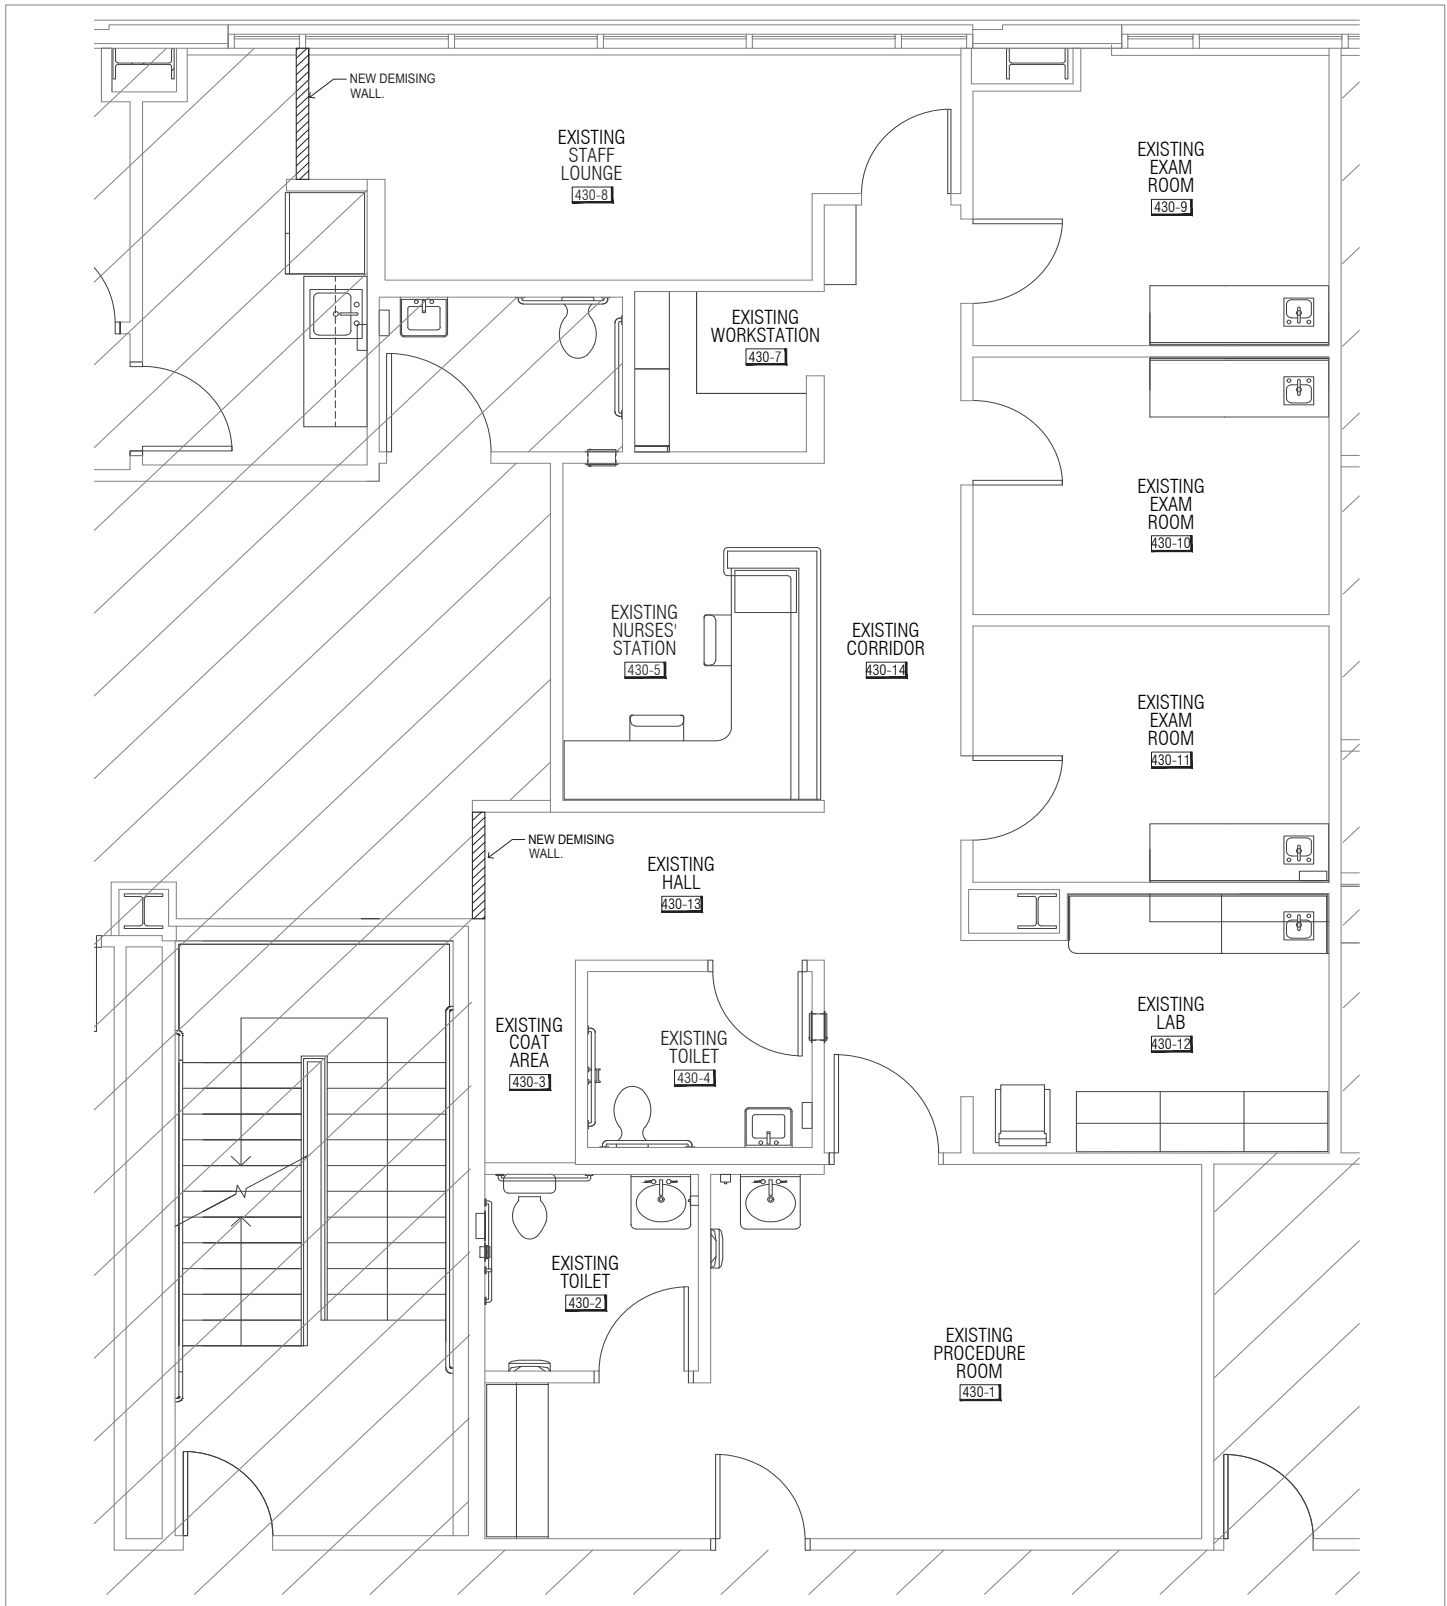 NEW DEMISING
WALL.
EXISTING
STAFF
LOUNGE
430-8
EXISTING
EXAM
ROOM
430-9
EXISTING
WORKSTATION
430-7
EXISTING
EXAM
ROOM
430-10
EXISTING
NURSES'
STATION
430-5
EXISTING
CORRIDOR
430-14
EXISTING
EXAM
ROOM
430-11
NEW DEMISING
WALL.
EXISTING
HALL
430-13
EXISTING
LAB
430-12
EXISTING
COAT
AREA
430-3
EXISTING
TOILET
430-4
EXISTING
TOILET
430-2
EXISTING
PROCEDURE
ROOM
430-1